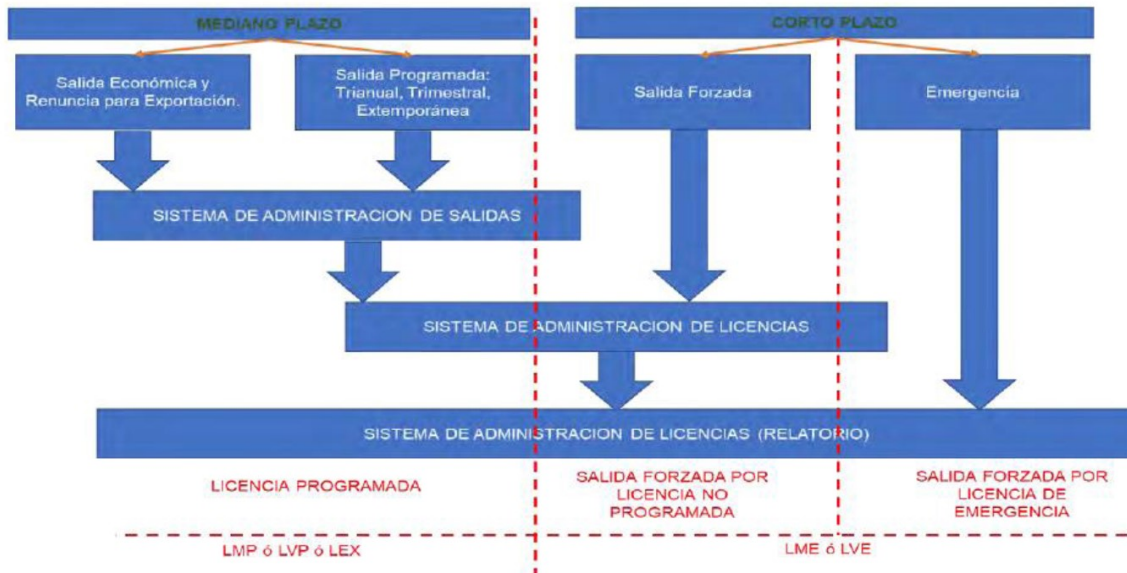 MEDIANO PLAZO
CORTO PLAZO
Salida Económica y
Renuncia para Exportación.
Salida Programada:
Trianual, Trimestral,
Extemporánea
Salida Forzada
Emergencia
SISTEMA DE ADMINISTRACION DE SALIDAS
SISTEMA DE ADMINISTRACION DE LICENCIAS
SISTEMA DE ADMINISTRACION DE LICENCIAS (RELATORIO)
LICENCIA PROGRAMADA
SALIDA FORZADA POR
LICENCIA NO
PROGRAMADA
SALIDA FORZADA POR
LICENCIA DE
EMERGENCIA
LMP ó LVP ó LEX
LME ó LVE